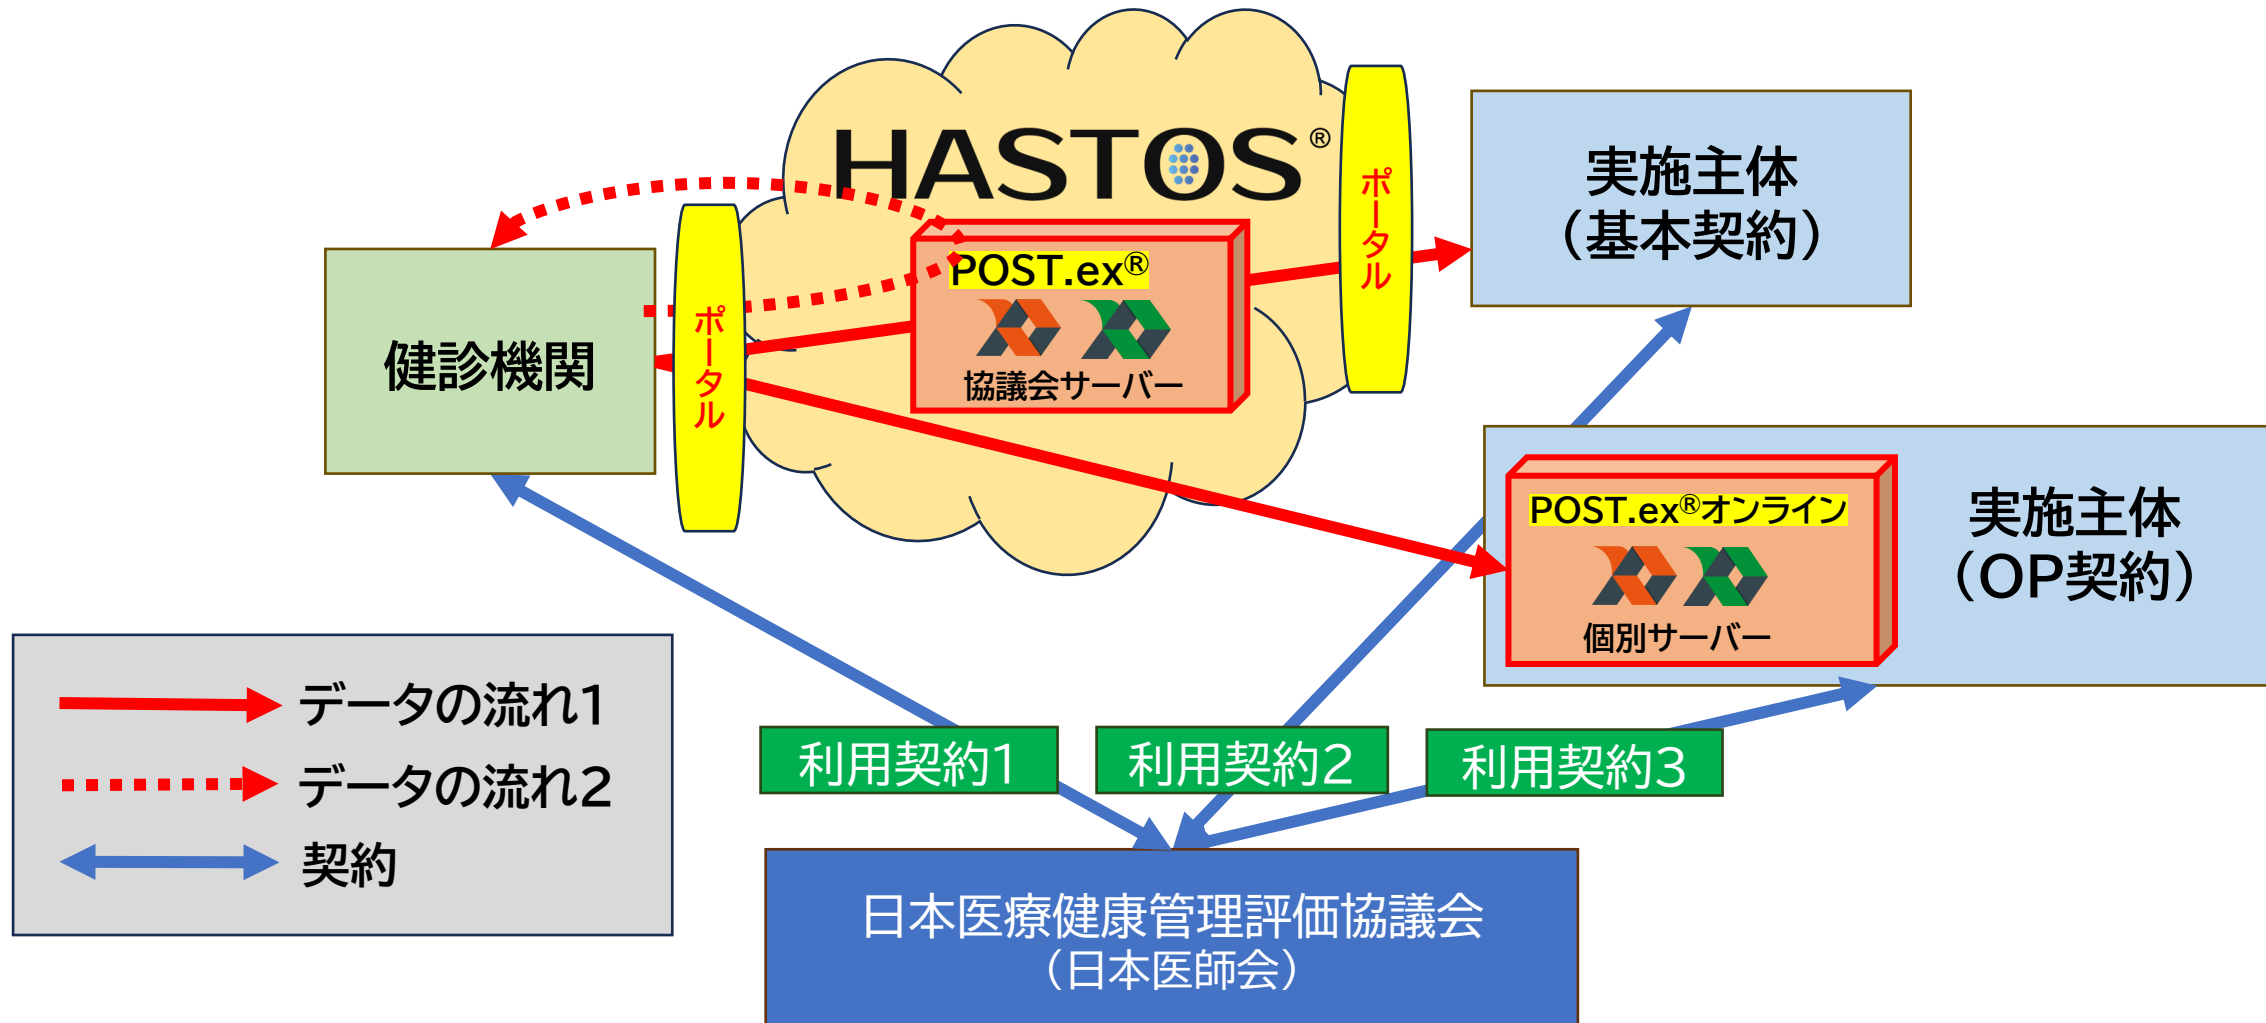 HASTOS®
ポータル
実施主体
（基本契約）
POST.ex®
協議会サーバー
ポータル
健診機関
POST.ex®オンライン
個別サーバー
実施主体
（OP契約）
データの流れ1
データの流れ2
契約
利用契約1
利用契約2
利用契約3
日本医療健康管理評価協議会
（日本医師会）